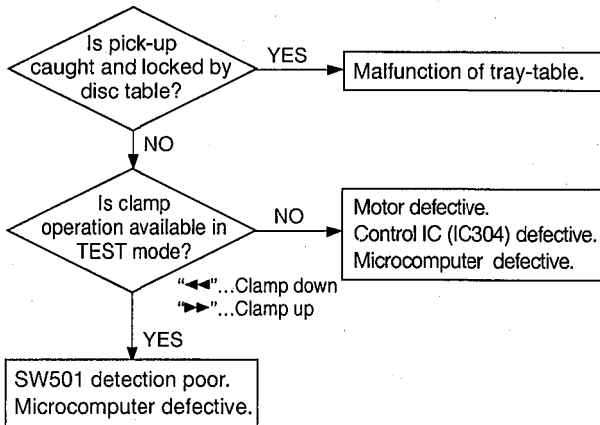 Is pick-up
caught and locked by
disc table?
YES
Malfunction of tray-table.
NO
Is clamp
operation available in
TEST mode?
NO
Motor defective.
Control IC (IC304) defective.
Microcomputer defective.
"◄◄"...Clamp down
"►►"...Clamp up
YES
SW501 detection poor.
Microcomputer defective.